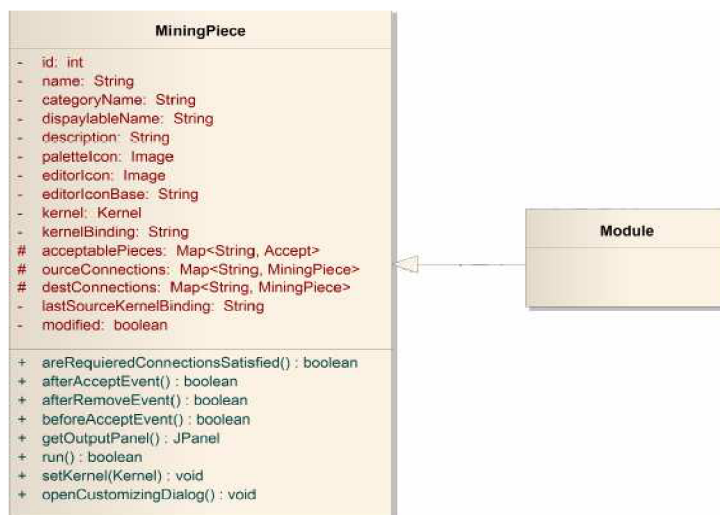 MiningPiece
- id: int
- name: String
- categoryName: String
- dispaylableName: String
- description: String
- paletteIcon: Image
- editorIcon: Image
- editorIconBase: String
- kernel: Kernel
- kernelBinding: String
# acceptablePieces: Map<String, Accept>
# ourceConnections: Map<String, MiningPiece>
# destConnections: Map<String, MiningPiece>
- lastSourceKernelBinding: String
- modified: boolean
+ areRequieredConnectionsSatisfied() : boolean
+ afterAcceptEvent() : boolean
+ afterRemoveEvent() : boolean
+ beforeAcceptEvent() : boolean
+ getOutputPanel() : JPanel
+ run() : boolean
+ setKernel(Kernel) : void
+ openCustomizingDialog() : void
Module